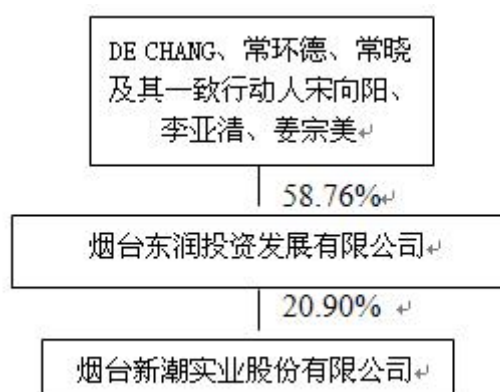 DE CHANG、常环德、常晓
及其一致行动人宋向阳、
李亚清、姜宗美
58.76%
烟台东润投资发展有限公司
20.90%
烟台新潮实业股份有限公司